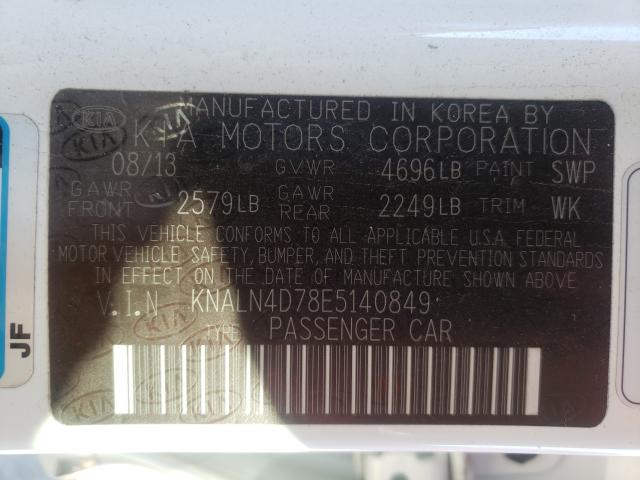 MANUFACTURED IN KOREA BY
KIA KIA MOTORS CORPORATION
08/13 GVWR 4696LB PAINT SWP
GAWR FRONT 2579LB GAWR REAR 2249LB TRIM WK
THIS VEHICLE CONFORMS TO ALL APPLICABLE U.S.A. FEDERAL
MOTOR VEHICLE SAFETY, BUMPER, AND THEFT PREVENTION STANDARDS
IN EFFECT ON THE DATE OF MANUFACTURE SHOWN ABOVE
V.I.N KNALN4D78E5140849
TYPE PASSENGER CAR
JF